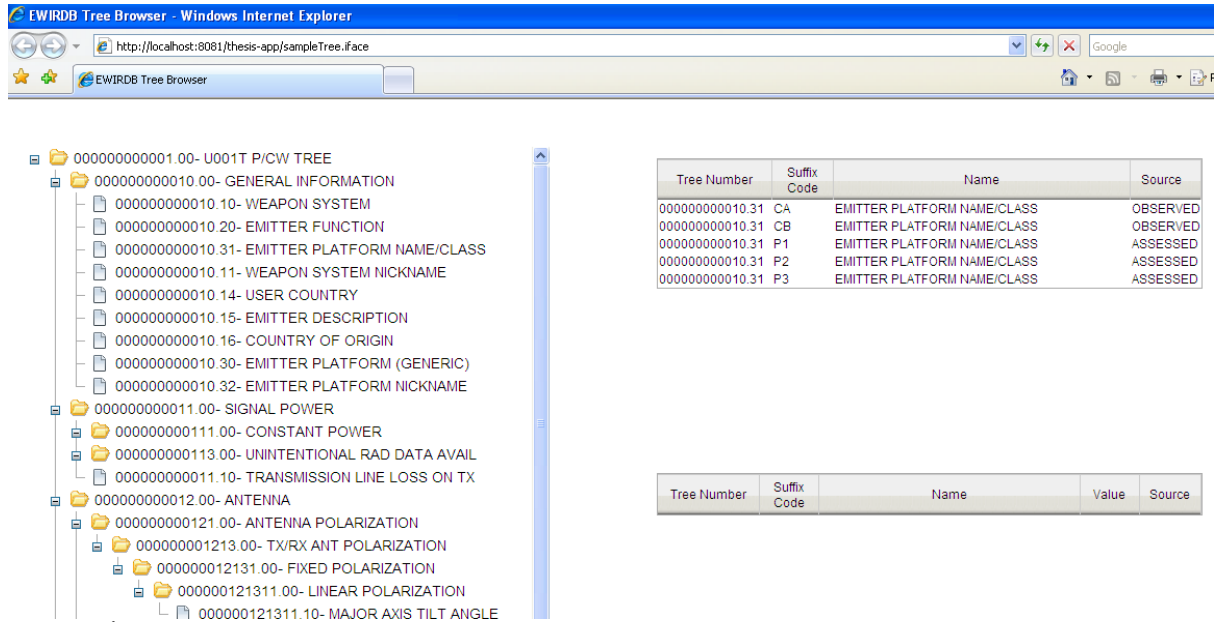 EWIRDB Tree Browser - Windows Internet Explorer
http://localhost:8081/thesis-app/sampleTree.iface
Google
EWIRDB Tree Browser
000000000001.00- U001T P/CW TREE
000000000010.00- GENERAL INFORMATION
000000000010.10- WEAPON SYSTEM
000000000010.20- EMITTER FUNCTION
000000000010.31- EMITTER PLATFORM NAME/CLASS
000000000010.11- WEAPON SYSTEM NICKNAME
000000000010.14- USER COUNTRY
000000000010.15- EMITTER DESCRIPTION
000000000010.16- COUNTRY OF ORIGIN
000000000010.30- EMITTER PLATFORM (GENERIC)
000000000010.32- EMITTER PLATFORM NICKNAME
000000000011.00- SIGNAL POWER
000000000111.00- CONSTANT POWER
000000000113.00- UNINTENTIONAL RAD DATA AVAIL
000000000011.10- TRANSMISSION LINE LOSS ON TX
000000000012.00- ANTENNA
000000000121.00- ANTENNA POLARIZATION
000000001213.00- TX/RX ANT POLARIZATION
000000012131.00- FIXED POLARIZATION
000000121311.00- LINEAR POLARIZATION
000000121311.10- MAJOR AXIS TILT ANGLE
Tree Number Suffix Code Name Source
000000000010.31 CA EMITTER PLATFORM NAME/CLASS OBSERVED
000000000010.31 CB EMITTER PLATFORM NAME/CLASS OBSERVED
000000000010.31 P1 EMITTER PLATFORM NAME/CLASS ASSESSED
000000000010.31 P2 EMITTER PLATFORM NAME/CLASS ASSESSED
000000000010.31 P3 EMITTER PLATFORM NAME/CLASS ASSESSED
Tree Number Suffix Code Name Value Source